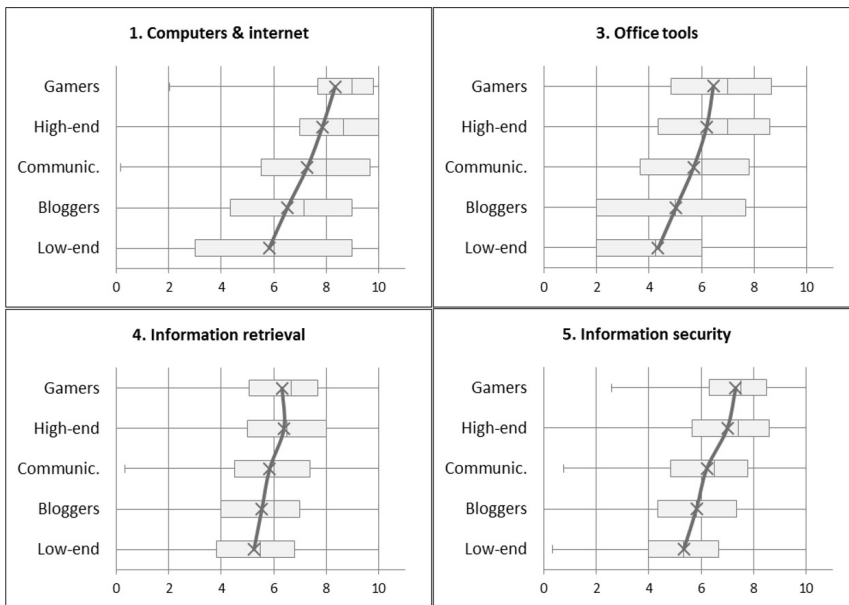 1. Computers & internet
Gamers
High-end
Communic.
Bloggers
Low-end
0 2 4 6 8 10
3. Office tools
Gamers
High-end
Communic.
Bloggers
Low-end
0 2 4 6 8 10
4. Information retrieval
Gamers
High-end
Communic.
Bloggers
Low-end
0 2 4 6 8 10
5. Information security
Gamers
High-end
Communic.
Bloggers
Low-end
0 2 4 6 8 10